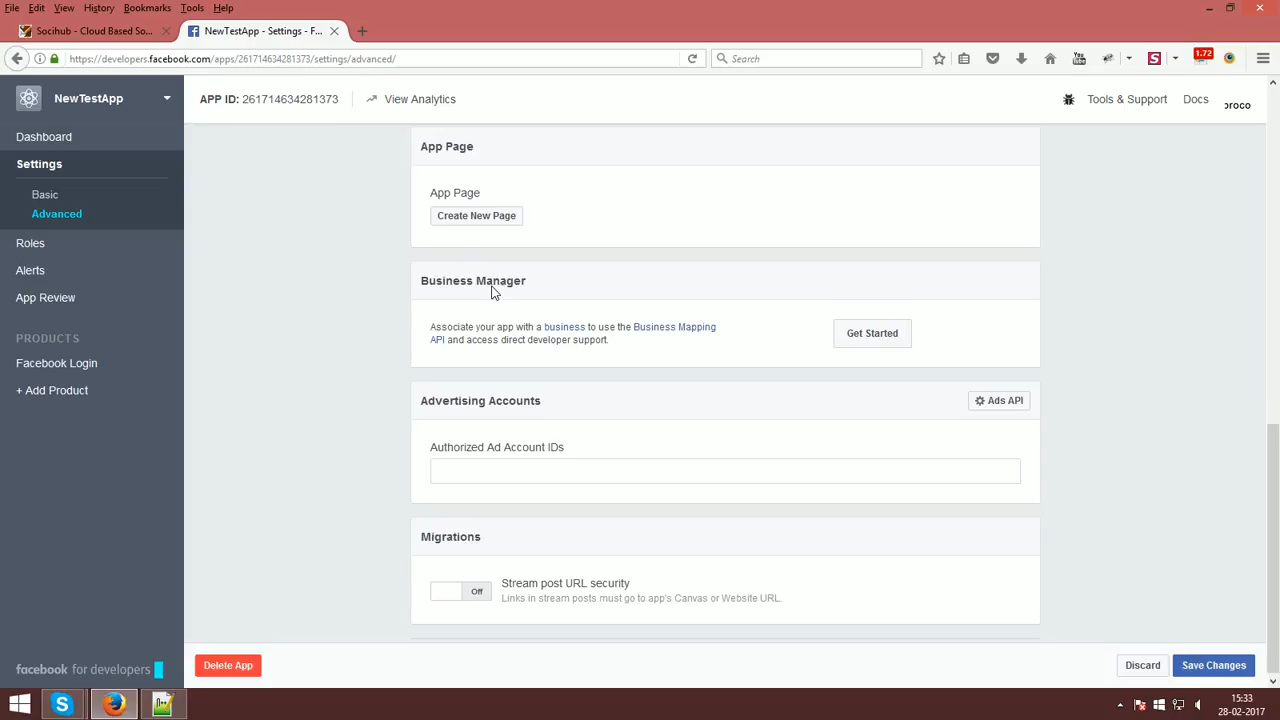 File Edit View History Bookmarks Tools Help
Socihub - Cloud Based So...
NewTestApp - Settings - F...
https://developers.facebook.com/apps/261714634281373/settings/advanced/
Search
1.72
NewTestApp
APP ID: 261714634281373
View Analytics
Tools & Support
Docs
proco
Dashboard
Settings
Basic
Advanced
Roles
Alerts
App Review
PRODUCTS
Facebook Login
+ Add Product
facebook for developers
App Page
App Page
Create New Page
Business Manager
Associate your app with a business to use the Business Mapping
API and access direct developer support.
Get Started
Advertising Accounts
Ads API
Authorized Ad Account IDs
Migrations
Off
Stream post URL security
Links in stream posts must go to app's Canvas or Website URL.
Delete App
Discard
Save Changes
15:33
28-02-2017